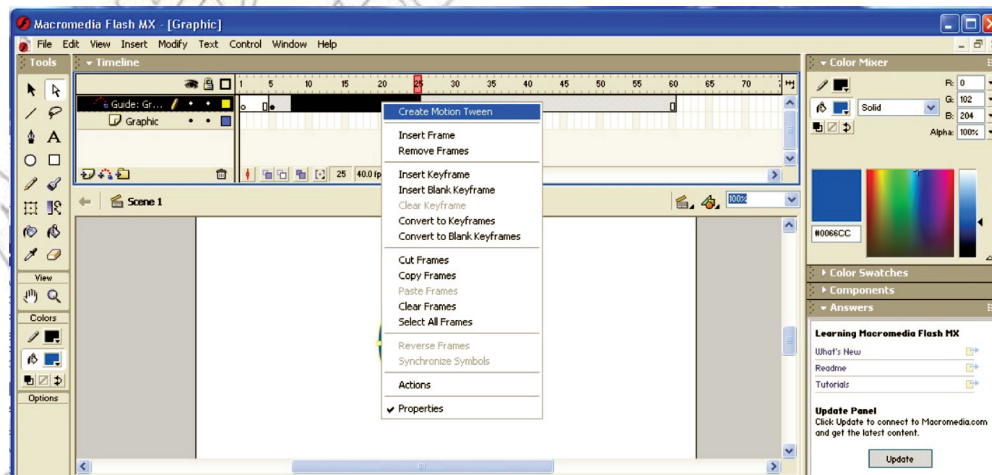 Macromedia Flash MX - [Graphic]
File Edit View Insert Modify Text Control Window Help
Tools
Timeline
1 5 10 15 20 25 30 35 40 45 50 55 60 65 70
Guide: Gr...
Graphic
25 40.0 fp
Scene 1
100%
View
Colors
Options
Create Motion Tween
Insert Frame
Remove Frames
Insert Keyframe
Insert Blank Keyframe
Clear Keyframe
Convert to Keyframes
Convert to Blank Keyframes
Cut Frames
Copy Frames
Paste Frames
Clear Frames
Select All Frames
Reverse Frames
Synchronize Symbols
Actions
Properties
Color Mixer
R: 0
Solid
G: 102
B: 204
Alpha: 100%
#0066CC
Color Swatches
Components
Answers
Learning Macromedia Flash MX
What's New
Readme
Tutorials
Update Panel
Click Update to connect to Macromedia.com
and get the latest content.
Update